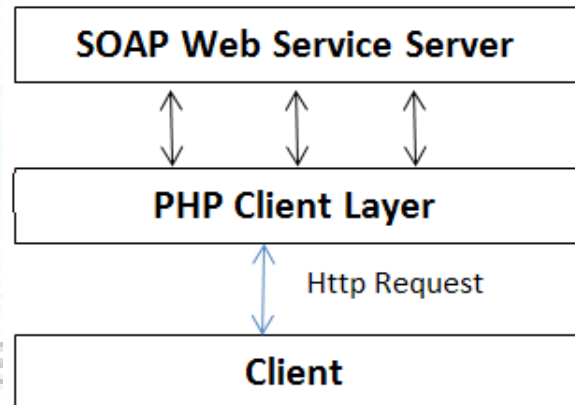 SOAP Web Service Server
PHP Client Layer
Http Request
Client